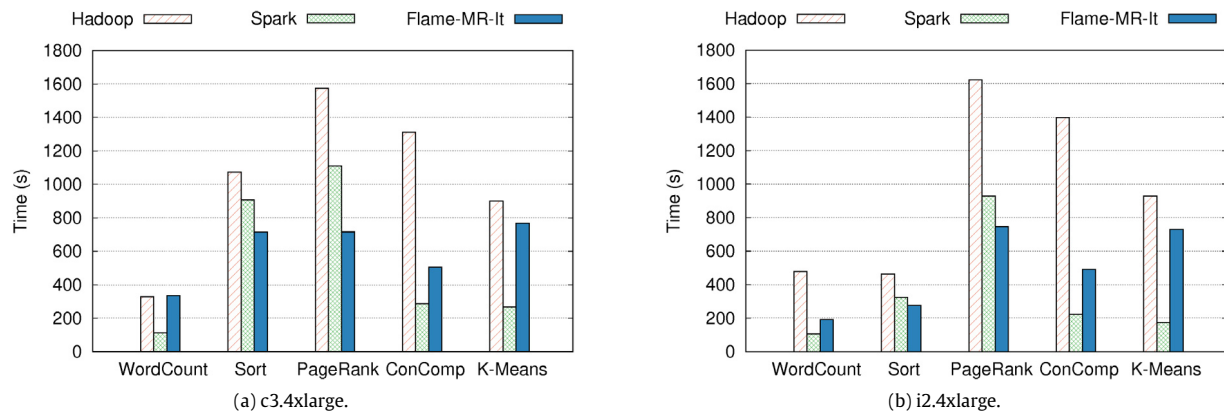 Hadoop Spark Flame-MR-It
1800
1600
1400
1200
1000
800
600
400
200
0
Time (s)
WordCount Sort PageRank ConComp K-Means
(a) c3.4xlarge.
Hadoop Spark Flame-MR-It
1800
1600
1400
1200
1000
800
600
400
200
0
Time (s)
WordCount Sort PageRank ConComp K-Means
(b) i2.4xlarge.